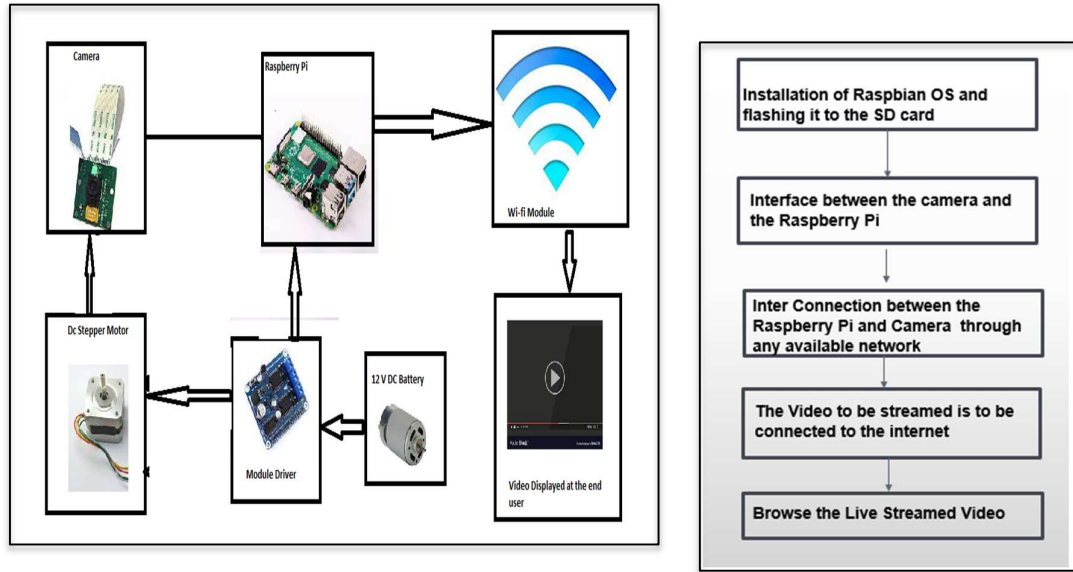 Camera
Raspberry Pi
Wi-fi Module
Dc Stepper Motor
Module Driver
12 V DC Battery
Video Displayed at the end
user
Installation of Raspbian OS and
flashing it to the SD card
Interface between the camera and
the Raspberry Pi
Inter Connection between the
Raspberry Pi and Camera through
any available network
The Video to be streamed is to be
connected to the internet
Browse the Live Streamed Video